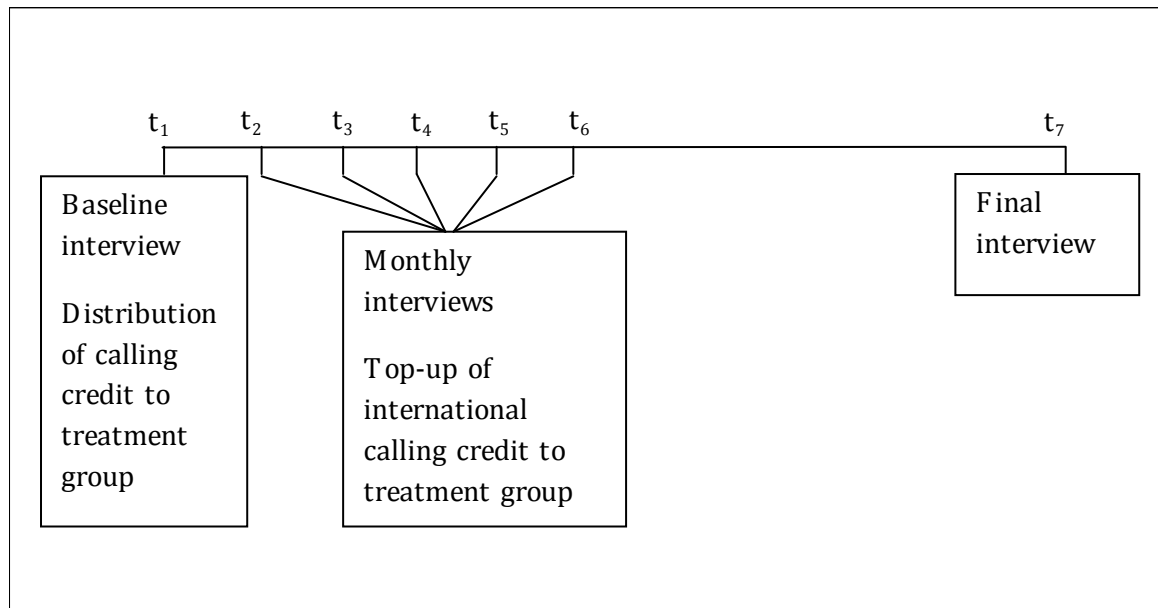 t₁ t₂ t₃ t₄ t₅ t₆ t₇
Baseline
interview
Distribution
of calling
credit to
treatment
group
Monthly
interviews
Top-up of
international
calling credit to
treatment group
Final
interview